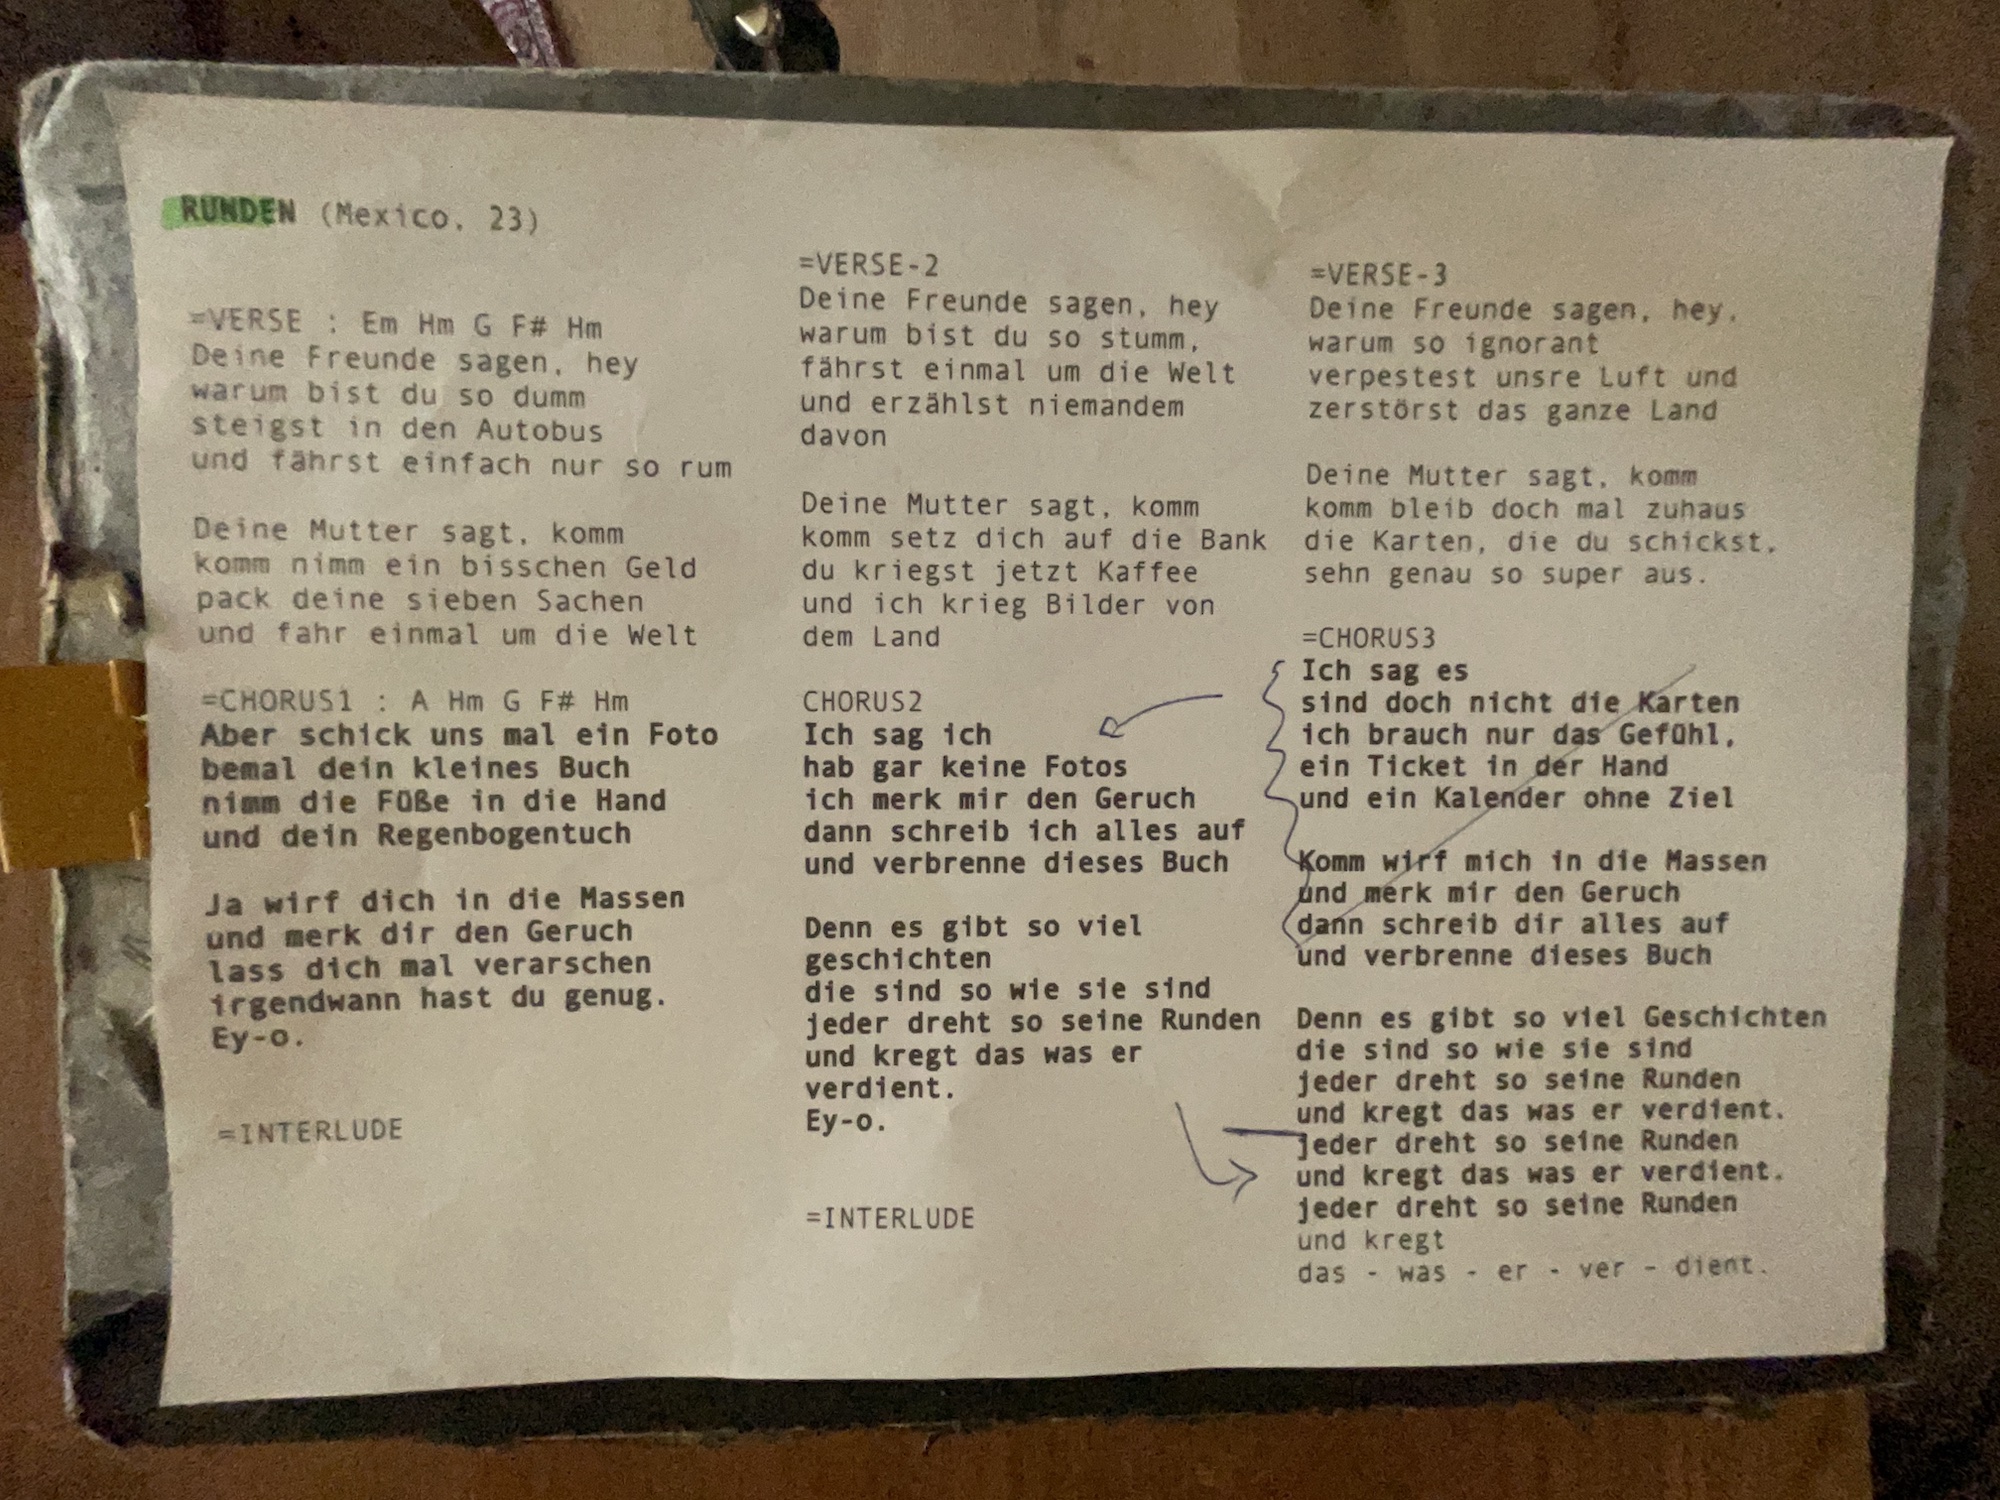 RUNDEN (Mexico, 23)
=VERSE : Em Hm G F# Hm
Deine Freunde sagen, hey
warum bist du so dumm
steigst in den Autobus
und fährst einfach nur so rum
Deine Mutter sagt, komm
komm nimm ein bisschen Geld
pack deine sieben Sachen
und fahr einmal um die Welt
=CHORUS1 : A Hm G F# Hm
Aber schick uns mal ein Foto
bemal dein kleines Buch
nimm die Füße in die Hand
und dein Regenbogentuch
Ja wirf dich in die Massen
und merk dir den Geruch
lass dich mal verarschen
irgendwann hast du genug.
Ey-o.
=INTERLUDE
=VERSE-2
Deine Freunde sagen, hey
warum bist du so stumm,
fährst einmal um die Welt
und erzählst niemandem
davon
Deine Mutter sagt, komm
komm setz dich auf die Bank
du kriegst jetzt Kaffee
und ich krieg Bilder von
dem Land
CHORUS2
Ich sag ich
hab gar keine Fotos
ich merk mir den Geruch
dann schreib ich alles auf
und verbrenne dieses Buch
Denn es gibt so viel
geschichten
die sind so wie sie sind
jeder dreht so seine Runden
und kregt das was er
verdient.
Ey-o.
=INTERLUDE
=VERSE-3
Deine Freunde sagen, hey,
warum so ignorant
verpestest unsre Luft und
zerstörst das ganze Land
Deine Mutter sagt, komm
komm bleib doch mal zuhaus
die Karten, die du schickst,
sehn genau so super aus.
=CHORUS3
Ich sag es
sind doch nicht die Karten
ich brauch nur das Gefühl,
ein Ticket in der Hand
und ein Kalender ohne Ziel
Komm wirf mich in die Massen
und merk mir den Geruch
dann schreib dir alles auf
und verbrenne dieses Buch
Denn es gibt so viel Geschichten
die sind so wie sie sind
jeder dreht so seine Runden
und kregt das was er verdient.
jeder dreht so seine Runden
und kregt das was er verdient.
jeder dreht so seine Runden
und kregt
das - was - er - ver - dient.